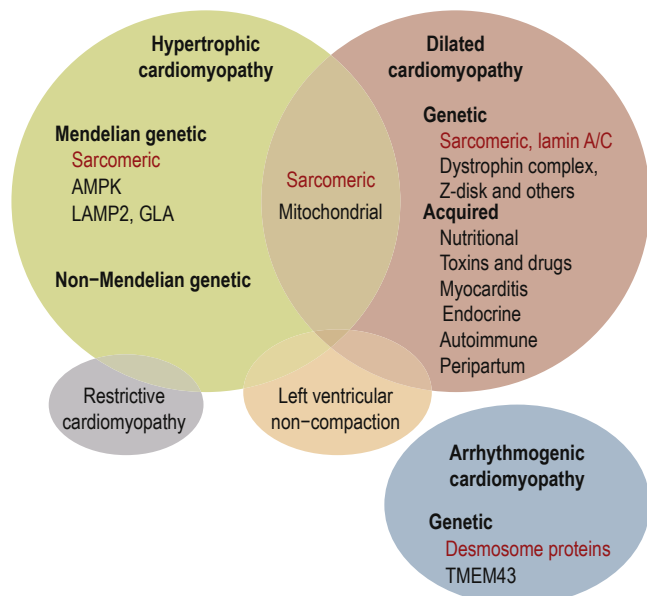 Hypertrophic
cardiomyopathy
Mendelian genetic
Sarcomeric
AMPK
LAMP2, GLA
Non−Mendelian genetic
Sarcomeric
Mitochondrial
Dilated
cardiomyopathy
Genetic
Sarcomeric, lamin A/C
Dystrophin complex,
Z-disk and others
Acquired
Nutritional
Toxins and drugs
Myocarditis
Endocrine
Autoimmune
Peripartum
Restrictive
cardiomyopathy
Left ventricular
non−compaction
Arrhythmogenic
cardiomyopathy
Genetic
Desmosome proteins
TMEM43